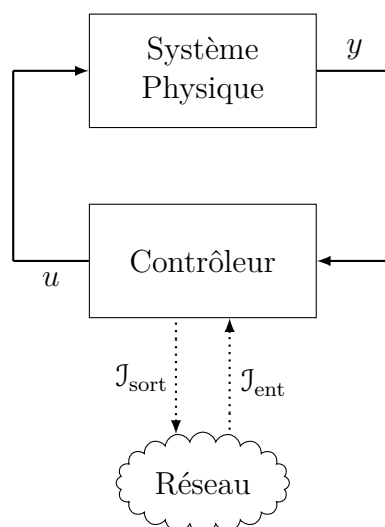 Système
Physique
y
Contrôleur
u
ℐsort
ℐent
Réseau